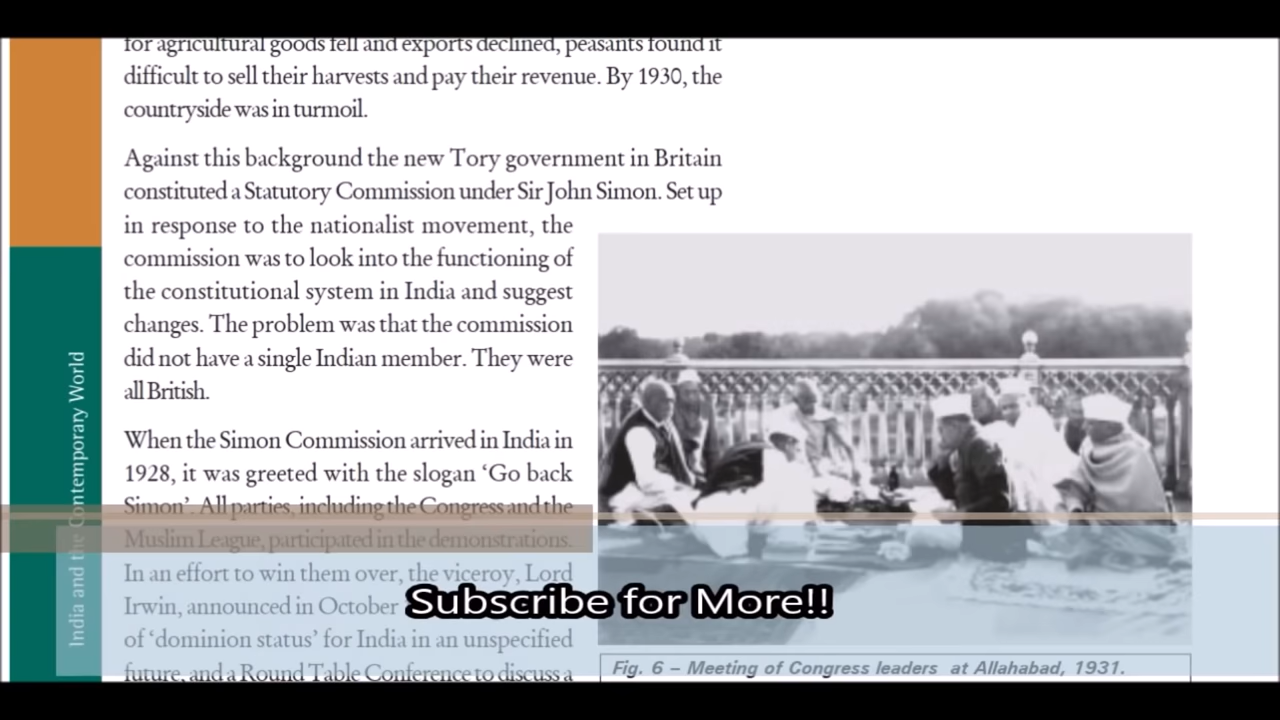 for agricultural goods fell and exports declined, peasants found it
difficult to sell their harvests and pay their revenue. By 1930, the
countryside was in turmoil.
Against this background the new Tory government in Britain
constituted a Statutory Commission under Sir John Simon. Set up
in response to the nationalist movement, the
commission was to look into the functioning of
the constitutional system in India and suggest
changes. The problem was that the commission
did not have a single Indian member. They were
all British.
When the Simon Commission arrived in India in
1928, it was greeted with the slogan ‘Go back
Simon’. All parties, including the Congress and the
Muslim League, participated in the demonstrations.
In an effort to win them over, the viceroy, Lord
Irwin, announced in October
of ‘dominion status’ for India in an unspecified
future, and a Round Table Conference to discuss a
Subscribe for More!!
Fig. 6 – Meeting of Congress leaders at Allahabad, 1931.
India and the Contemporary World